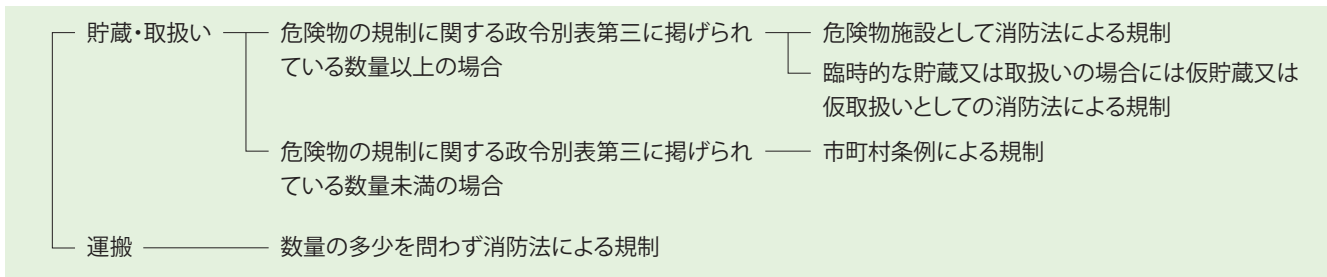 貯蔵・取扱い
危険物の規制に関する政令別表第三に掲げられ
ている数量以上の場合
危険物施設として消防法による規制
臨時的な貯蔵又は取扱いの場合には仮貯蔵又は
仮取扱いとしての消防法による規制
危険物の規制に関する政令別表第三に掲げられ
ている数量未満の場合
市町村条例による規制
運搬
数量の多少を問わず消防法による規制